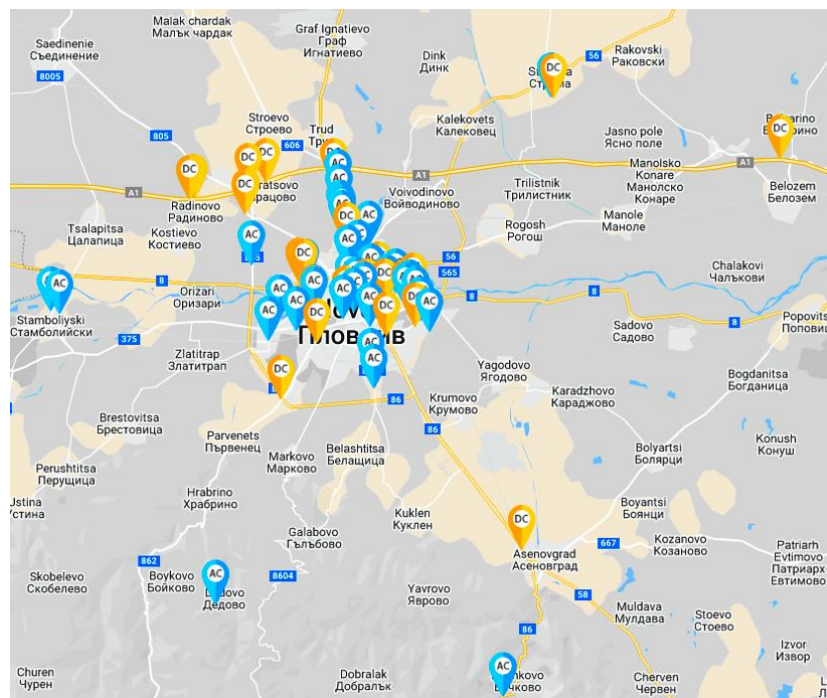 Malak chardak
Малък чардак
Graf Ignatievo
Граф
Игнатиево
Saedinenie
Съединение
8005
Dink
Динк
56
Rakovski
Раковски
805
Stroevo
Строево
606
Trud
Kalekovets
Калековец
Jasno pole
Ясно поле
DC
AC
A1
Radinovo
Радиново
Voivodinovo
Войводиново
Trilistnik
Трилистник
Manolsko
Konare
Манолско
Конаре
A1
Belozem
Белозем
Manole
Маноле
Rogosh
Рогош
Tsalapitsa
Цалапица
Kostievo
Костиево
56
565
Chalakovi
Чалъкови
8
Orizari
Оризари
8
8
Stamboliyski
Стамболийски
375
Пловдив
Sadovo
Садово
Zlatitrap
Златитрап
Yagodovo
Ягодово
Bogdanitsa
Богданица
Krumovo
Крумово
Karadzhovo
Караджово
86
86
Brestovitsa
Брестовица
Parvenets
Първенец
Markovo
Марково
Belashtitsa
Белащица
Bolyartsi
Болярци
Konush
Конуш
Perushtitsa
Перущица
Hrabrino
Храбрино
Kuklen
Куклен
Boyantsi
Боянци
Galabovo
Гълъбово
Asenovgrad
Асеновград
667
Kozanovo
Козаново
Patriarh
Evtimovo
Патриарх
Евтимово
862
8604
Skobelevo
Скобелево
Boykovo
Бойково
Дедово
Yavrovo
Яврово
58
Muldava
Мулдава
Stoevo
Стоево
86
Izvor
Извор
Churen
Чурен
Dobralak
Добралък
Cherven
Червен